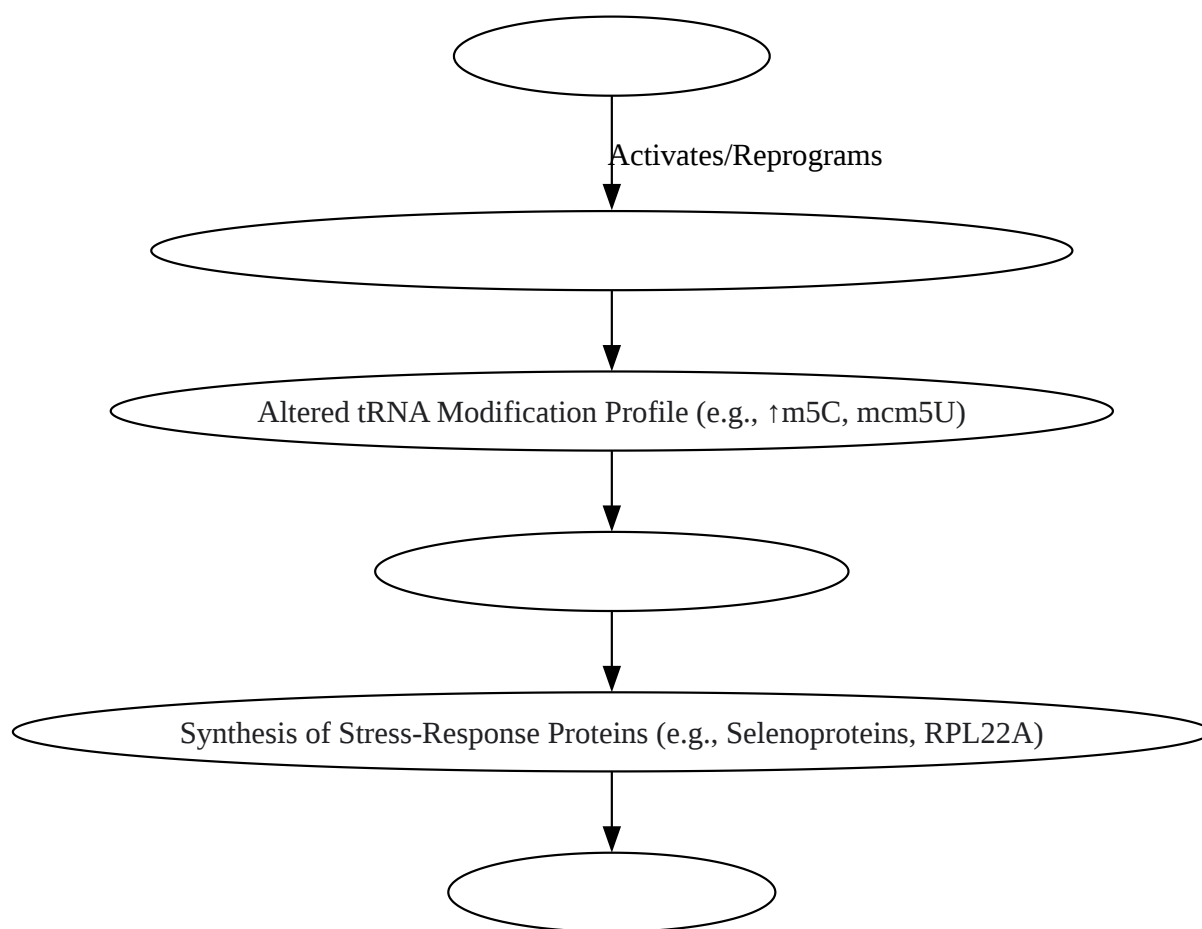 Activates/Reprograms
Altered tRNA Modification Profile (e.g., ↑m5C, mcm5U)
Synthesis of Stress-Response Proteins (e.g., Selenoproteins, RPL22A)